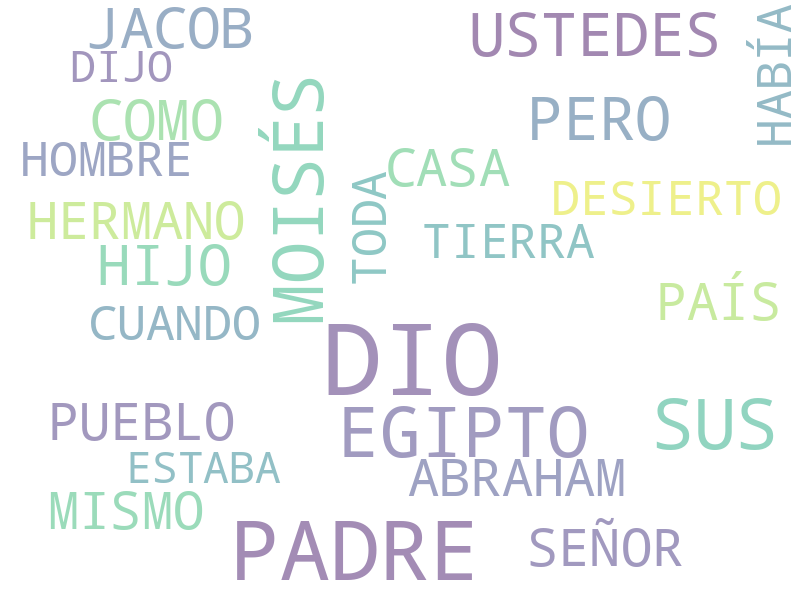 JACOB
USTEDES
HABÍA
DIJO
COMO
PERO
MOISÉS
HOMBRE
CASA
TODA
DESIERTO
HERMANO
TIERRA
HIJO
PAÍS
CUANDO
DIO
SUS
PUEBLO
EGIPTO
ESTABA
ABRAHAM
MISMO
PADRE
SEÑOR